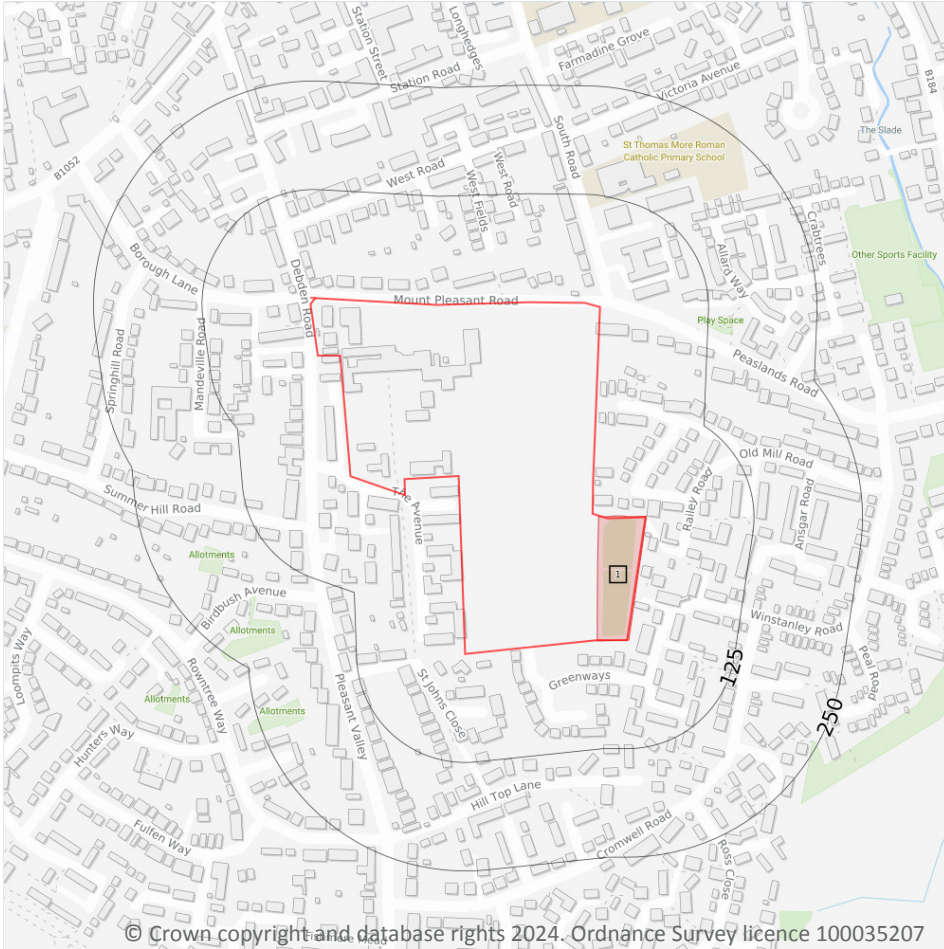 Station Street
Longhedges
Farmadine Grove
Station Road
Victoria Avenue
B184
B1052
South Road
The Slade
St Thomas More Roman
Catholic Primary School
West Road
West Road
West Fields
Borough Lane
Debden Road
Allard Way
Crabtrees
Other Sports Facility
Mount Pleasant Road
Play Space
Springhill Road
Mandeville Road
Peaslands Road
Old Mill Road
Summer Hill Road
The Avenue
Railey Road
Ansgar Road
Allotments
1
Birdbush Avenue
Allotments
Winstanley Road
Loompits Way
Rowntree Way
Pleasant Valley
St Johns Close
Greenways
125
Peal Road
Allotments
Allotments
250
Hunters Way
Hill Top Lane
Fulfen Way
Cromwell Road
Ross Close
© Crown copyright and database rights 2024. Ordnance Survey licence 100035207